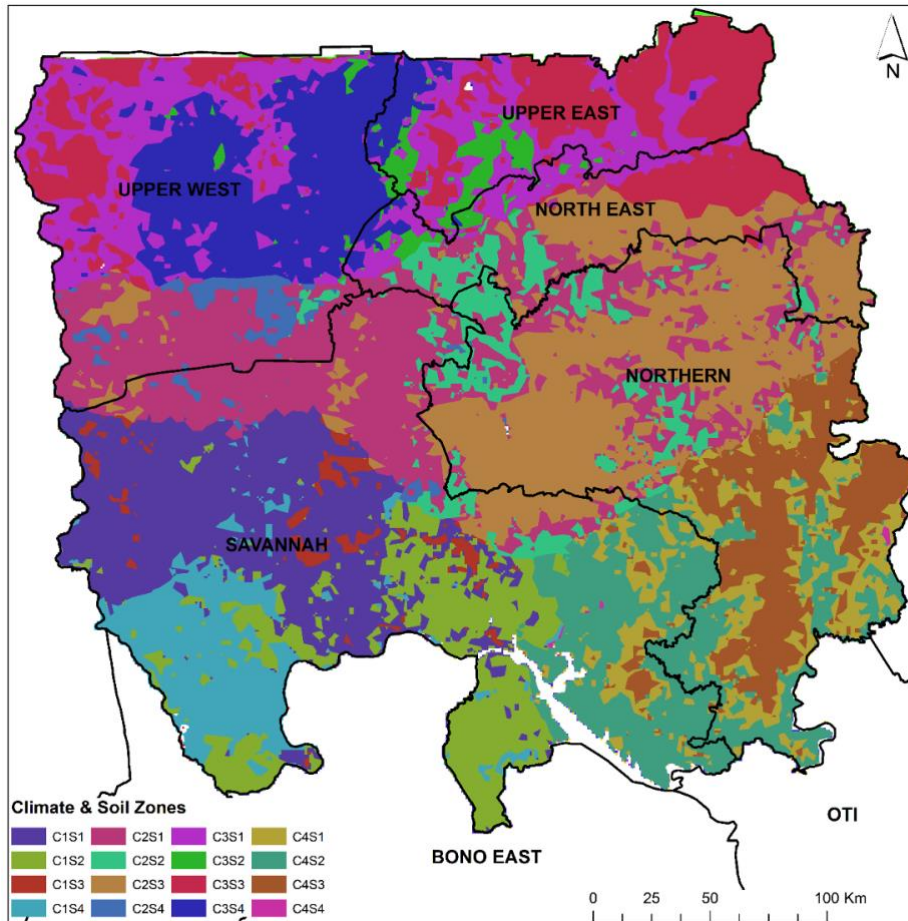 N
UPPER EAST
UPPER WEST
NORTH EAST
NORTHERN
SAVANNAH
OTI
BONO EAST
Climate & Soil Zones
C1S1 C2S1 C3S1 C4S1
C1S2 C2S2 C3S2 C4S2
C1S3 C2S3 C3S3 C4S3
C1S4 C2S4 C3S4 C4S4
0 25 50 100 Km